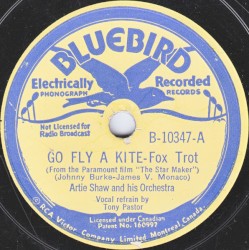 BLUEBIRD
Electrically Recorded
PHONOGRAPH RECORDS
Not Licensed for
Radio Broadcast
B-10347-A
GO FLY A KITE-Fox Trot
(From the Paramount film "The Star Maker")
(Johnny Burke-James V. Monaco)
Artie Shaw and his Orchestra
Vocal refrain by
Tony Pastor
Licensed under Canadian
Patent No. 160997
©RCA Victor Company Limited Montreal Canada